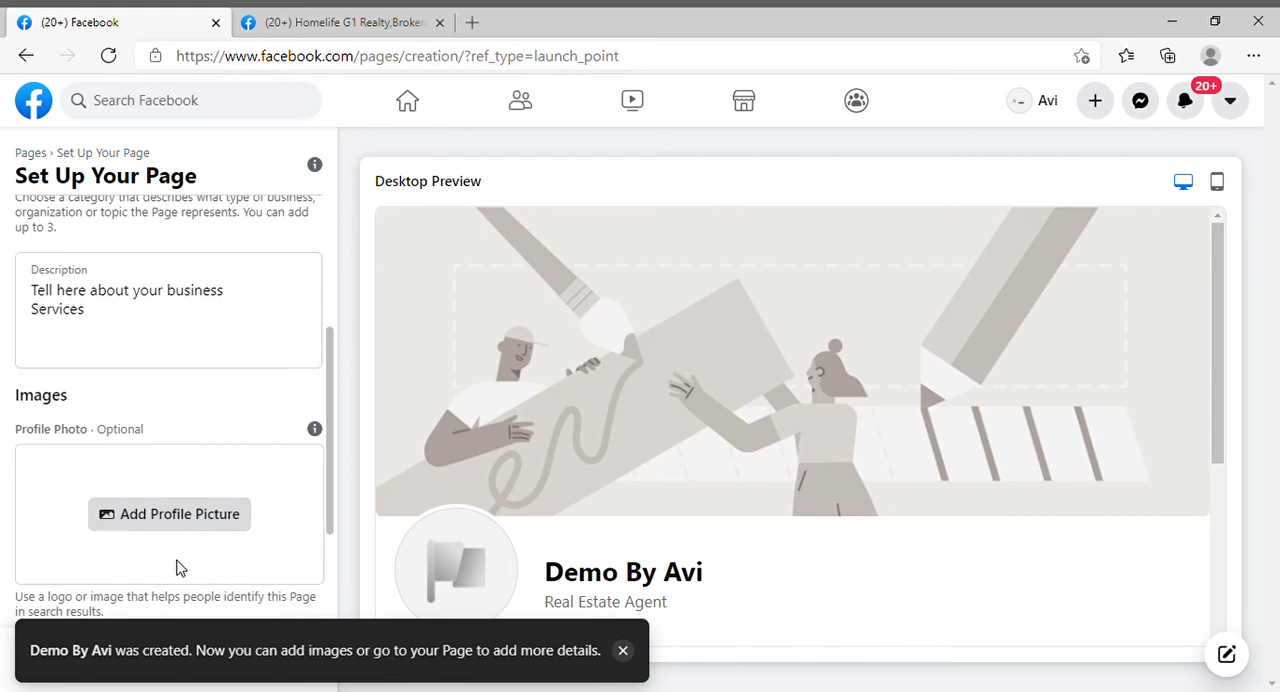 (20+) Facebook
(20+) Homelife G1 Realty,Broker
https://www.facebook.com/pages/creation/?ref_type=launch_point
Search Facebook
Avi
20+
Pages › Set Up Your Page
Set Up Your Page
Choose a category that describes what type of business,
organization or topic the Page represents. You can add
up to 3.
Description
Tell here about your business
Services
Images
Profile Photo · Optional
Add Profile Picture
Use a logo or image that helps people identify this Page
in search results.
Demo By Avi was created. Now you can add images or go to your Page to add more details.
Desktop Preview
Demo By Avi
Real Estate Agent